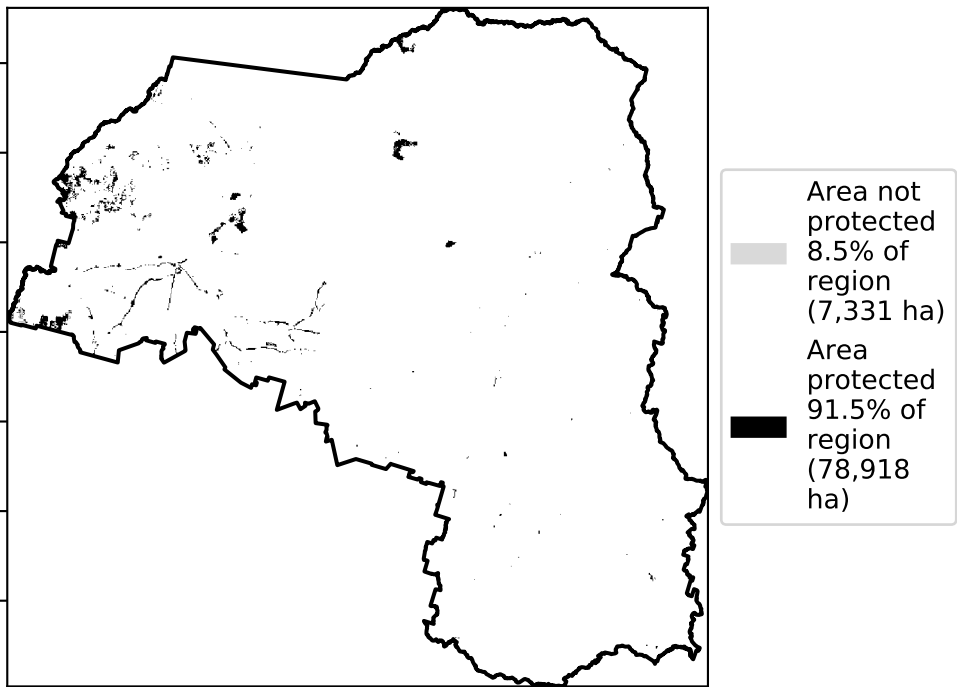 Area not
protected
8.5% of
region
(7,331 ha)
Area
protected
91.5% of
region
(78,918
ha)